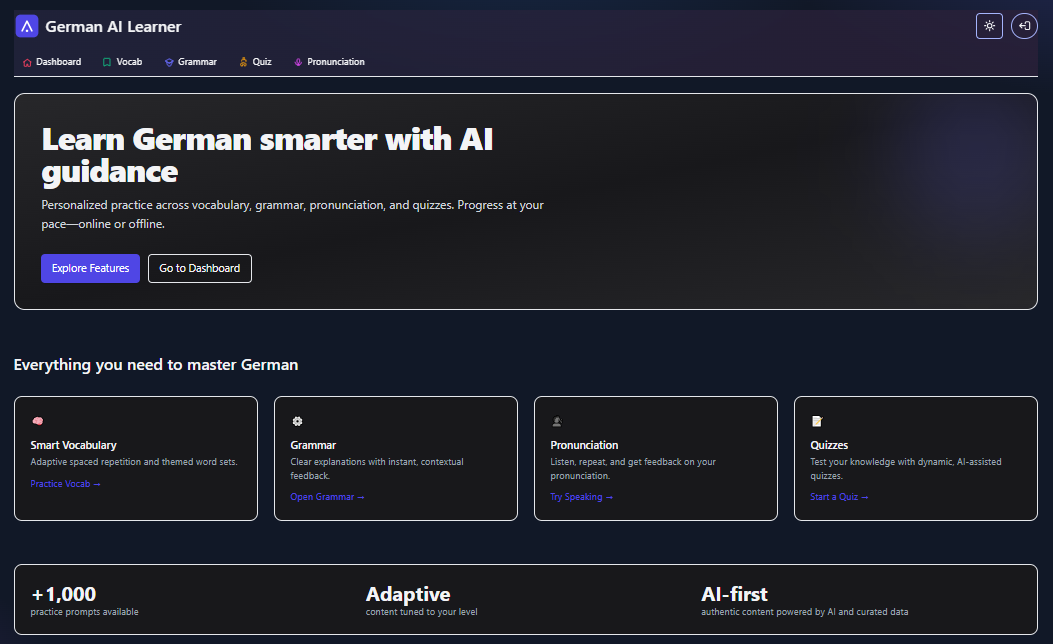 German AI Learner
Dashboard Vocab Grammar Quiz Pronunciation
Learn German smarter with AI
guidance
Personalized practice across vocabulary, grammar, pronunciation, and quizzes. Progress at your
pace—online or offline.
Explore Features Go to Dashboard
Everything you need to master German
Smart Vocabulary
Adaptive spaced repetition and themed word sets.
Practice Vocab →
Grammar
Clear explanations with instant, contextual
feedback.
Open Grammar →
Pronunciation
Listen, repeat, and get feedback on your
pronunciation.
Try Speaking →
Quizzes
Test your knowledge with dynamic, AI-assisted
quizzes.
Start a Quiz →
+1,000
practice prompts available
Adaptive
content tuned to your level
AI-first
authentic content powered by AI and curated data